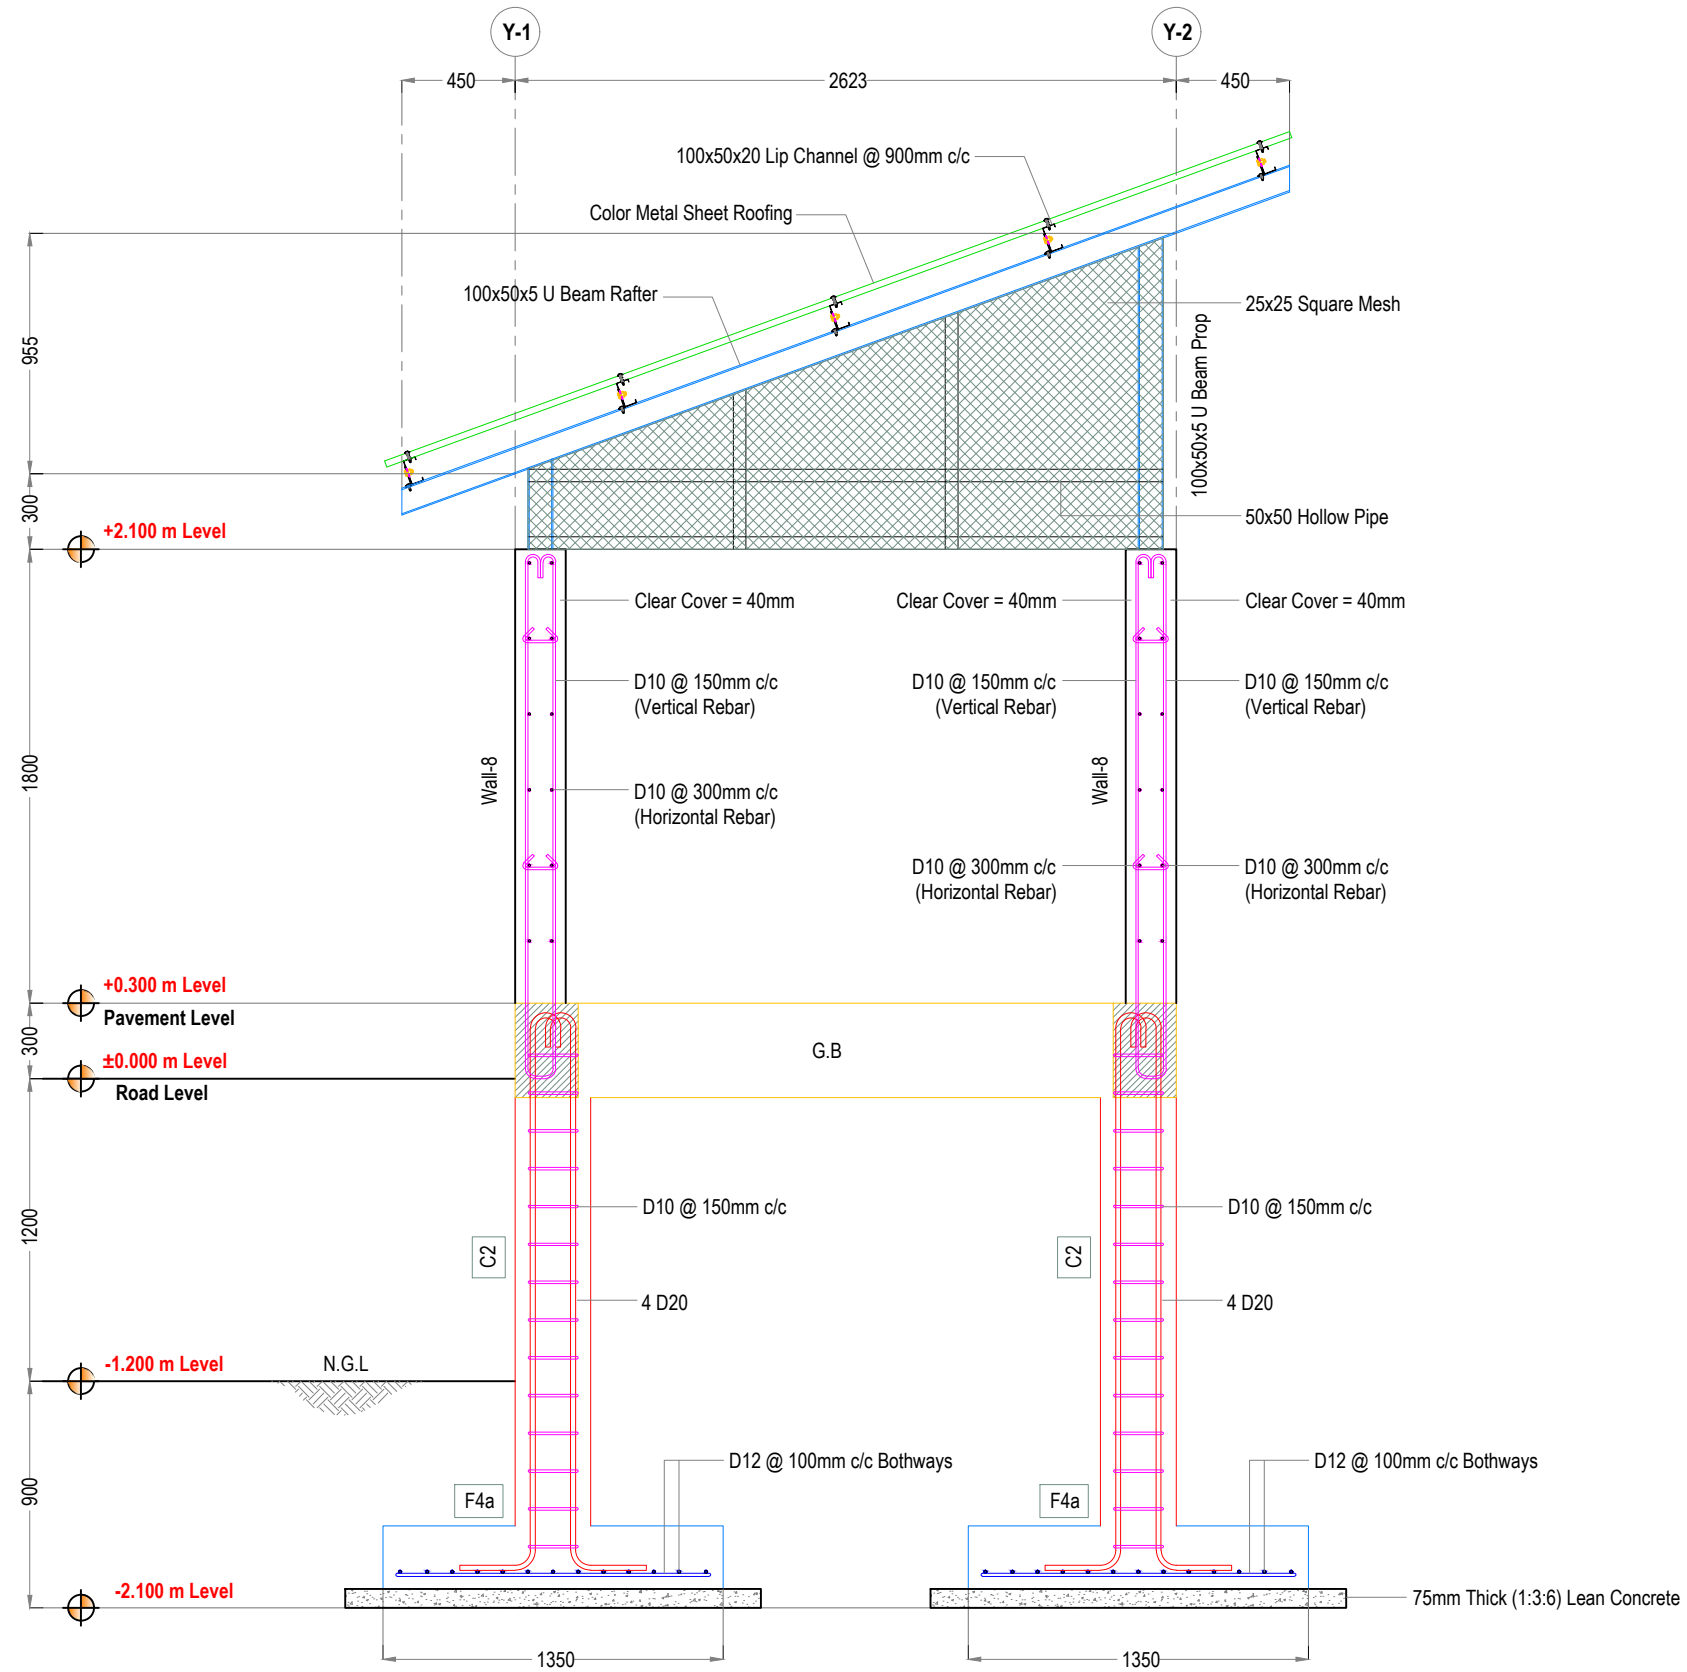 Y-1
Y-2
450
2623
450
100x50x20 Lip Channel @ 900mm c/c
Color Metal Sheet Roofing
100x50x5 U Beam Rafter
25x25 Square Mesh
100x50x5 U Beam Prop
955
300
50x50 Hollow Pipe
+2.100 m Level
Clear Cover = 40mm
Clear Cover = 40mm
Clear Cover = 40mm
D10 @ 150mm c/c
(Vertical Rebar)
D10 @ 150mm c/c
(Vertical Rebar)
D10 @ 150mm c/c
(Vertical Rebar)
1800
Wall-8
Wall-8
D10 @ 300mm c/c
(Horizontal Rebar)
D10 @ 300mm c/c
(Horizontal Rebar)
D10 @ 300mm c/c
(Horizontal Rebar)
+0.300 m Level
Pavement Level
300
G.B
±0.000 m Level
Road Level
D10 @ 150mm c/c
D10 @ 150mm c/c
1200
C2
C2
4 D20
4 D20
-1.200 m Level
N.G.L
D12 @ 100mm c/c Bothways
D12 @ 100mm c/c Bothways
900
F4a
F4a
-2.100 m Level
75mm Thick (1:3:6) Lean Concrete
1350
1350